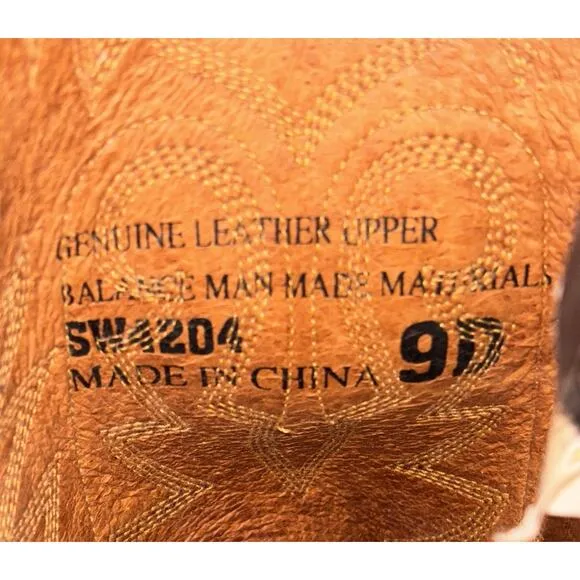 GENUINE LEATHER UPPER
BALANCE MAN MADE MATERIALS
SW4204
MADE IN CHINA 9D